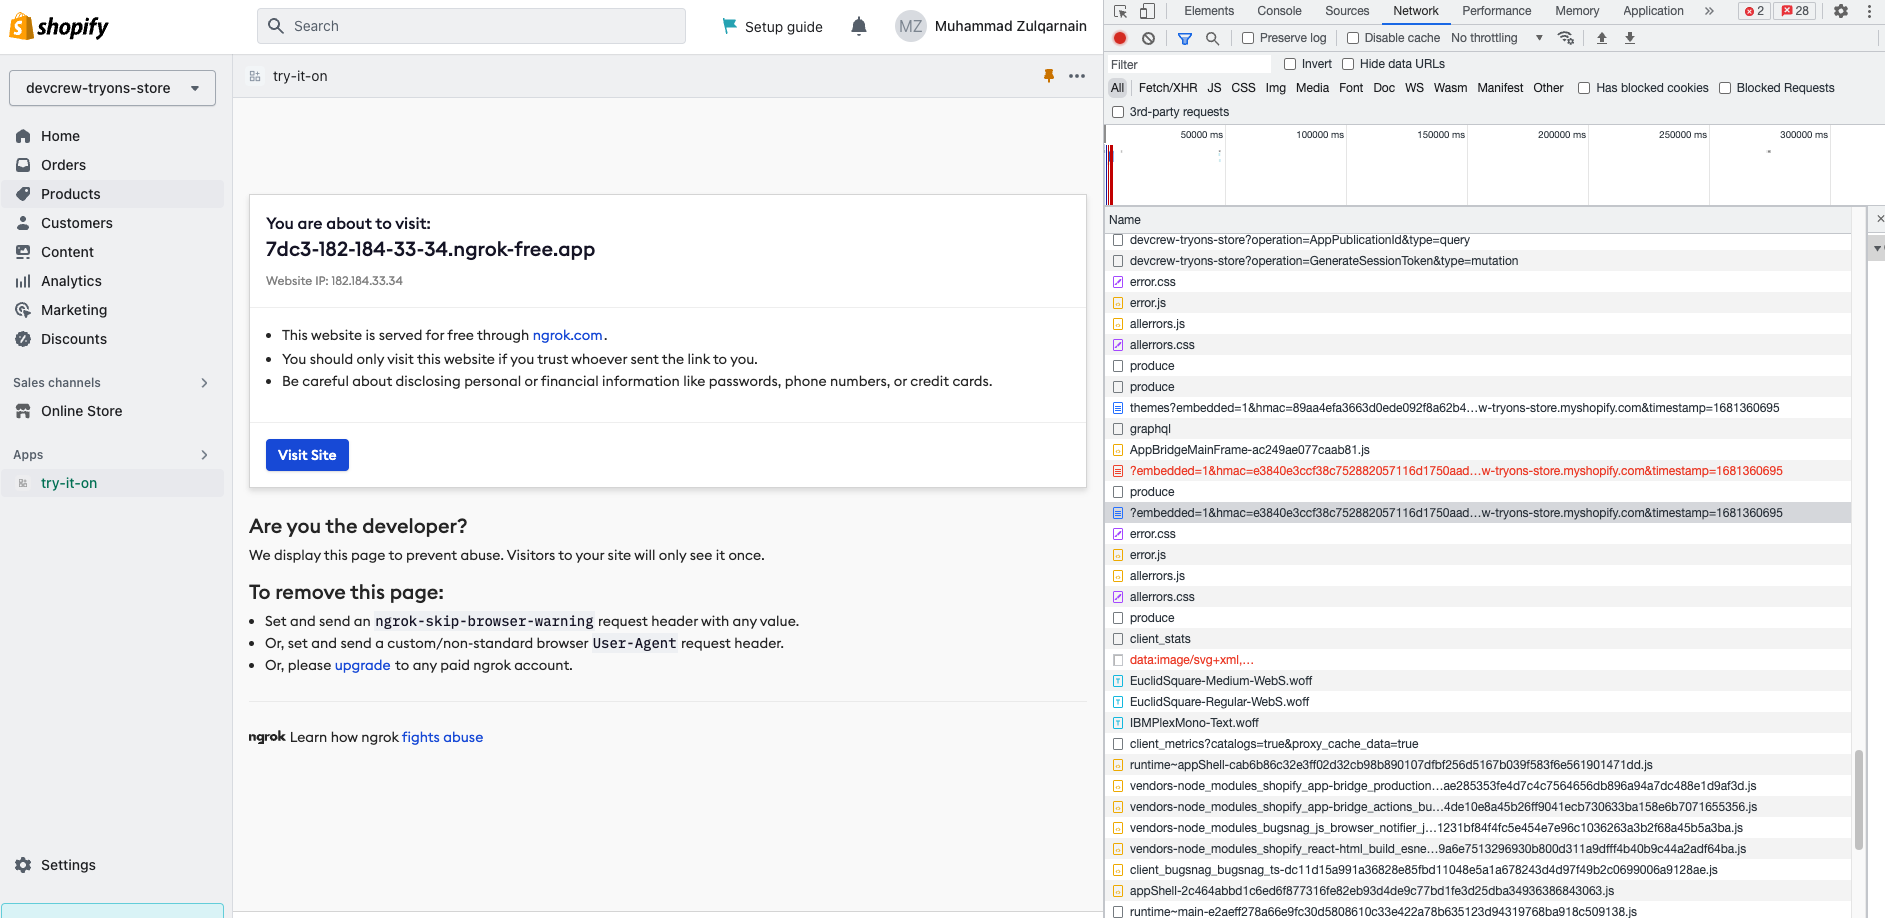 shopify
Search
Setup guide
MZ
Muhammad Zulqarnain
devcrew-tryons-store
Home
Orders
Products
Customers
Content
Analytics
Marketing
Discounts
Sales channels
Online Store
Apps
try-it-on
Settings
try-it-on
You are about to visit:
7dc3-182-184-33-34.ngrok-free.app
Website IP: 182.184.33.34
This website is served for free through ngrok.com.
You should only visit this website if you trust whoever sent the link to you.
Be careful about disclosing personal or financial information like passwords, phone numbers, or credit cards.
Visit Site
Are you the developer?
We display this page to prevent abuse. Visitors to your site will only see it once.
To remove this page:
Set and send an ngrok-skip-browser-warning request header with any value.
Or, set and send a custom/non-standard browser User-Agent request header.
Or, please upgrade to any paid ngrok account.
ngrok Learn how ngrok fights abuse
Elements Console Sources Network Performance Memory Application » 2 28
Preserve log Disable cache No throttling
Filter Invert Hide data URLs
All Fetch/XHR JS CSS Img Media Font Doc WS Wasm Manifest Other Has blocked cookies Blocked Requests
3rd-party requests
50000 ms 100000 ms 150000 ms 200000 ms 250000 ms 300000 ms
Name
devcrew-tryons-store?operation=AppPublicationId&type=query
devcrew-tryons-store?operation=GenerateSessionToken&type=mutation
error.css
error.js
allerrors.js
allerrors.css
produce
produce
themes?embedded=1&hmac=89aa4efa3663d0ede092f8a62b4…w-tryons-store.myshopify.com&timestamp=1681360695
graphql
AppBridgeMainFrame-ac249ae077caab81.js
?embedded=1&hmac=e3840e3ccf38c752882057116d1750aad…w-tryons-store.myshopify.com&timestamp=1681360695
produce
?embedded=1&hmac=e3840e3ccf38c752882057116d1750aad…w-tryons-store.myshopify.com&timestamp=1681360695
error.css
error.js
allerrors.js
allerrors.css
produce
client_stats
data:image/svg+xml,…
EuclidSquare-Medium-WebS.woff
EuclidSquare-Regular-WebS.woff
IBMPlexMono-Text.woff
client_metrics?catalogs=true&proxy_cache_data=true
runtime~appShell-cab6b86c32e3ff02d32cb98b890107dfbf256d5167b039f583f6e561901471dd.js
vendors-node_modules_shopify_app-bridge_production…ae285353fe4d7c4c7564656db896a94a7dc488e1d9af3d.js
vendors-node_modules_shopify_app-bridge_actions_bu…4de10e8a45b26ff9041ecb730633ba158e6b7071655356.js
vendors-node_modules_bugsnag_js_browser_notifier_j…1231bf84f4fc5e454e7e96c1036263a3b2f68a45b5a3ba.js
vendors-node_modules_shopify_react-html_build_esne…9a6e7513296930b800d311a9dfff4b40b9c44a2adf64ba.js
client_bugsnag_bugsnag_ts-dc11d15a991a36828e85fbd11048e5a1a678243d4d97f49b2c0699006a9128ae.js
appShell-2c464abbd1c6ed6f877316fe82eb93d4de9c77bd1fe3d25dba34936386843063.js
runtime~main-e2aeff278a66e9fc30d5808610c33e422a78b635123d94319768ba918c509138.js